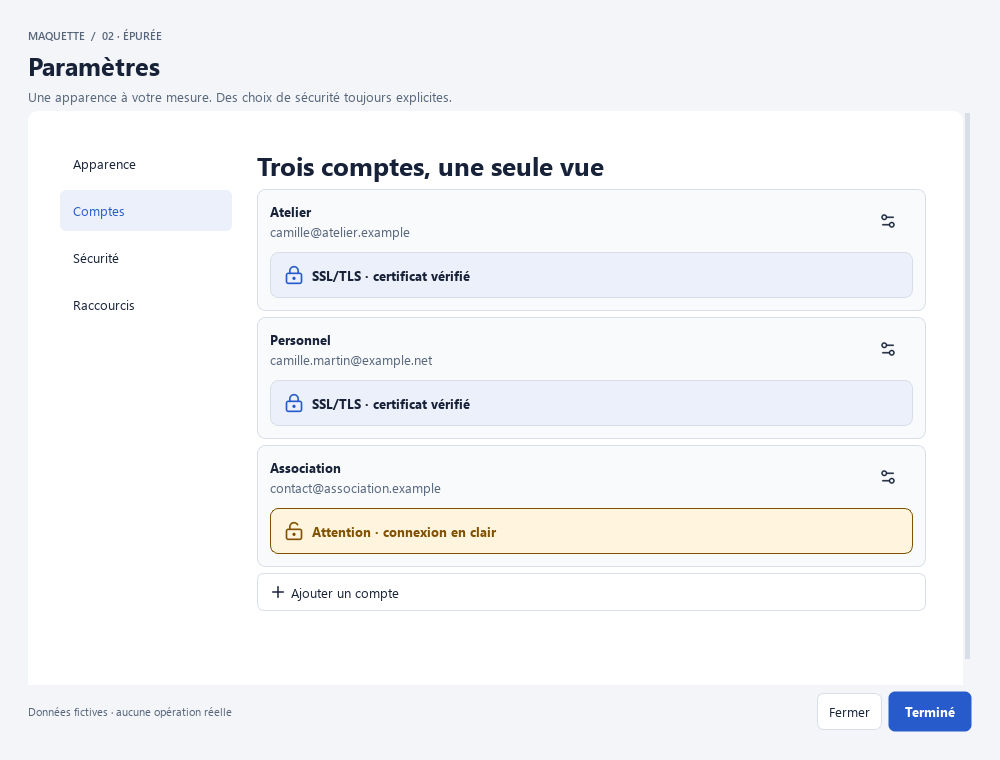 MAQUETTE / 02 · ÉPURÉE
Paramètres
Une apparence à votre mesure. Des choix de sécurité toujours explicites.
Apparence
Comptes
Sécurité
Raccourcis
Trois comptes, une seule vue
Atelier
camille@atelier.example
SSL/TLS · certificat vérifié
Personnel
camille.martin@example.net
SSL/TLS · certificat vérifié
Association
contact@association.example
Attention · connexion en clair
Ajouter un compte
Données fictives · aucune opération réelle
Fermer
Terminé